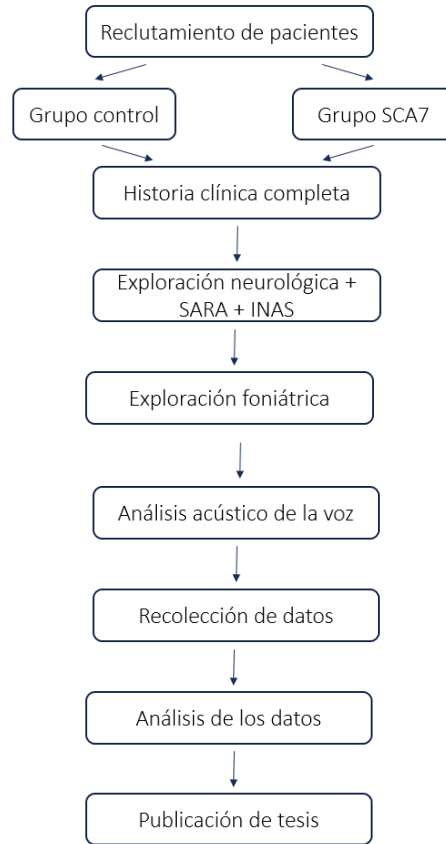 Reclutamiento de pacientes
Grupo control
Grupo SCA7
Historia clínica completa
Exploración neurológica +
SARA + INAS
Exploración foniátrica
Análisis acústico de la voz
Recolección de datos
Análisis de los datos
Publicación de tesis